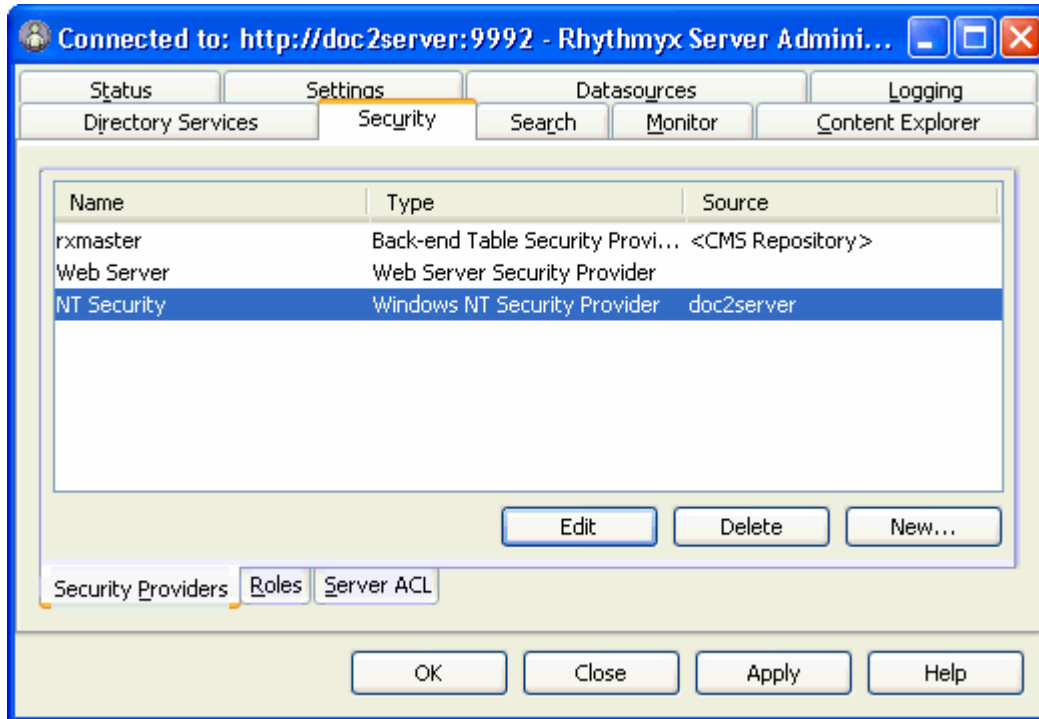 Connected to: http://doc2server:9992 - Rhythmyx Server Admini...
Status Settings Datasources Logging
Directory Services Security Search Monitor Content Explorer
Name Type Source
rxmaster Back-end Table Security Provi... <CMS Repository>
Web Server Web Server Security Provider
NT Security Windows NT Security Provider doc2server
Edit Delete New...
Security Providers Roles Server ACL
OK Close Apply Help